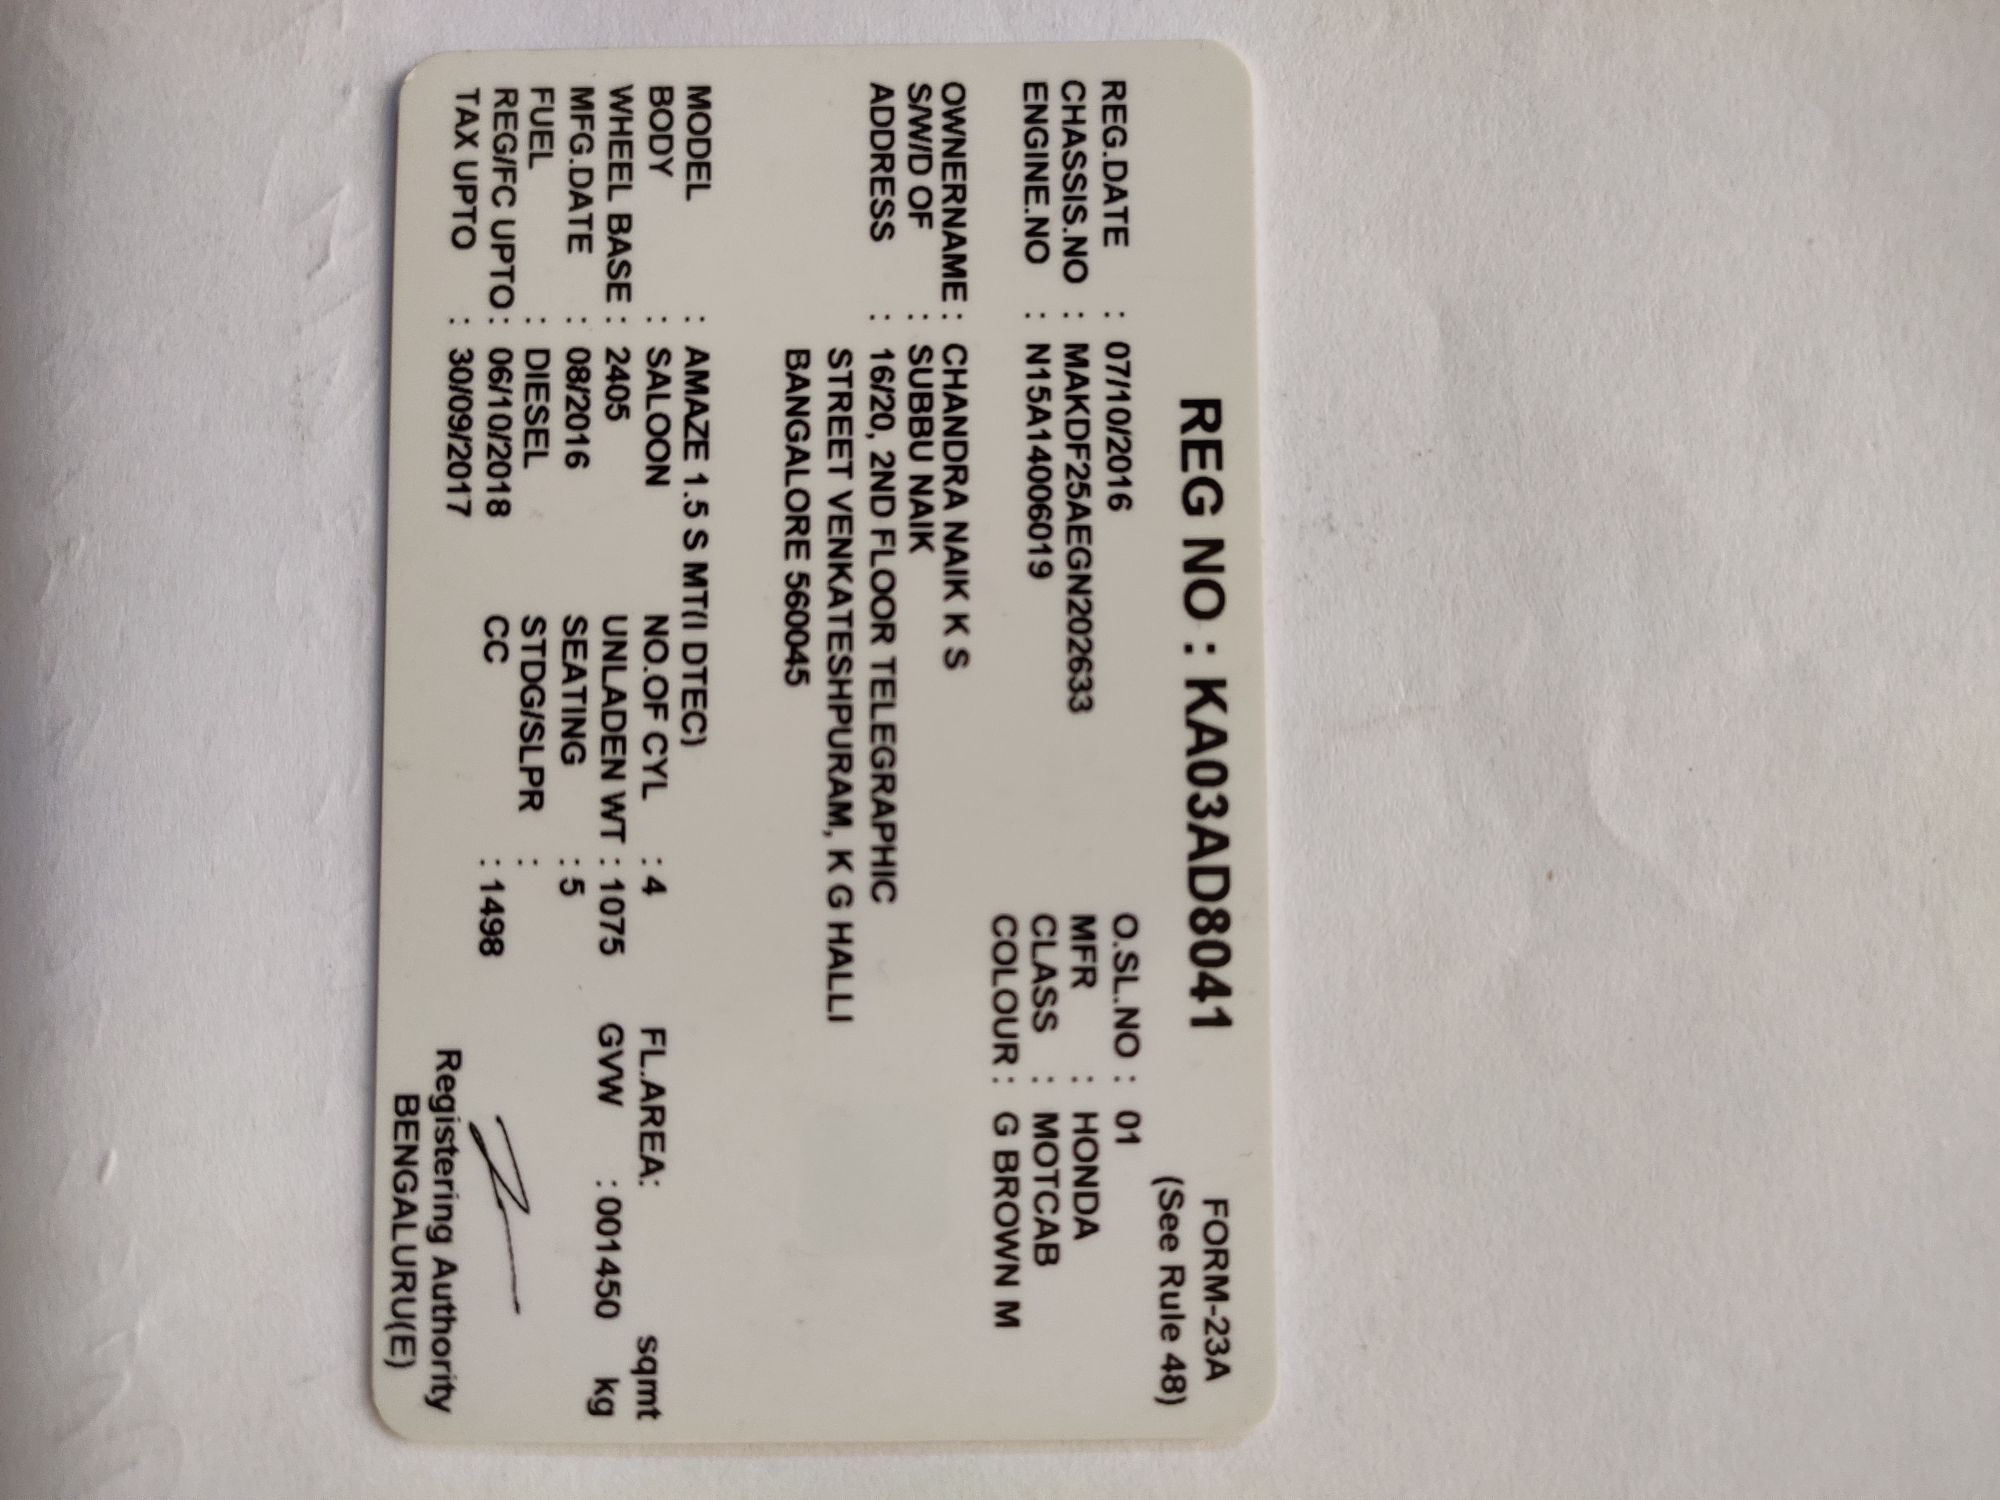 FORM-23A
REG NO : KA03AD8041
(See Rule 48)
REG.DATE : 07/10/2016 O.SL.NO : 01
CHASSIS.NO : MAKDF25AEGN202633 MFR : HONDA
ENGINE.NO : N15A14006019 CLASS : MOTCAB
COLOUR : G BROWN M
OWNERNAME : CHANDRA NAIK K S
S/W/D OF : SUBBU NAIK
ADDRESS : 16/20, 2ND FLOOR TELEGRAPHIC
STREET VENKATESHPURAM, K G HALLI
BANGALORE 560045
MODEL : AMAZE 1.5 S MT(I DTEC)
BODY : SALOON NO.OF CYL : 4 FL.AREA: sqmt
WHEEL BASE : 2405 UNLADEN WT : 1075 GVW : 001450 kg
MFG.DATE : 08/2016 SEATING : 5
FUEL : DIESEL STDG/SLPR :
REG/FC UPTO : 06/10/2018 CC : 1498
TAX UPTO : 30/09/2017
Registering Authority
BENGALURU(E)